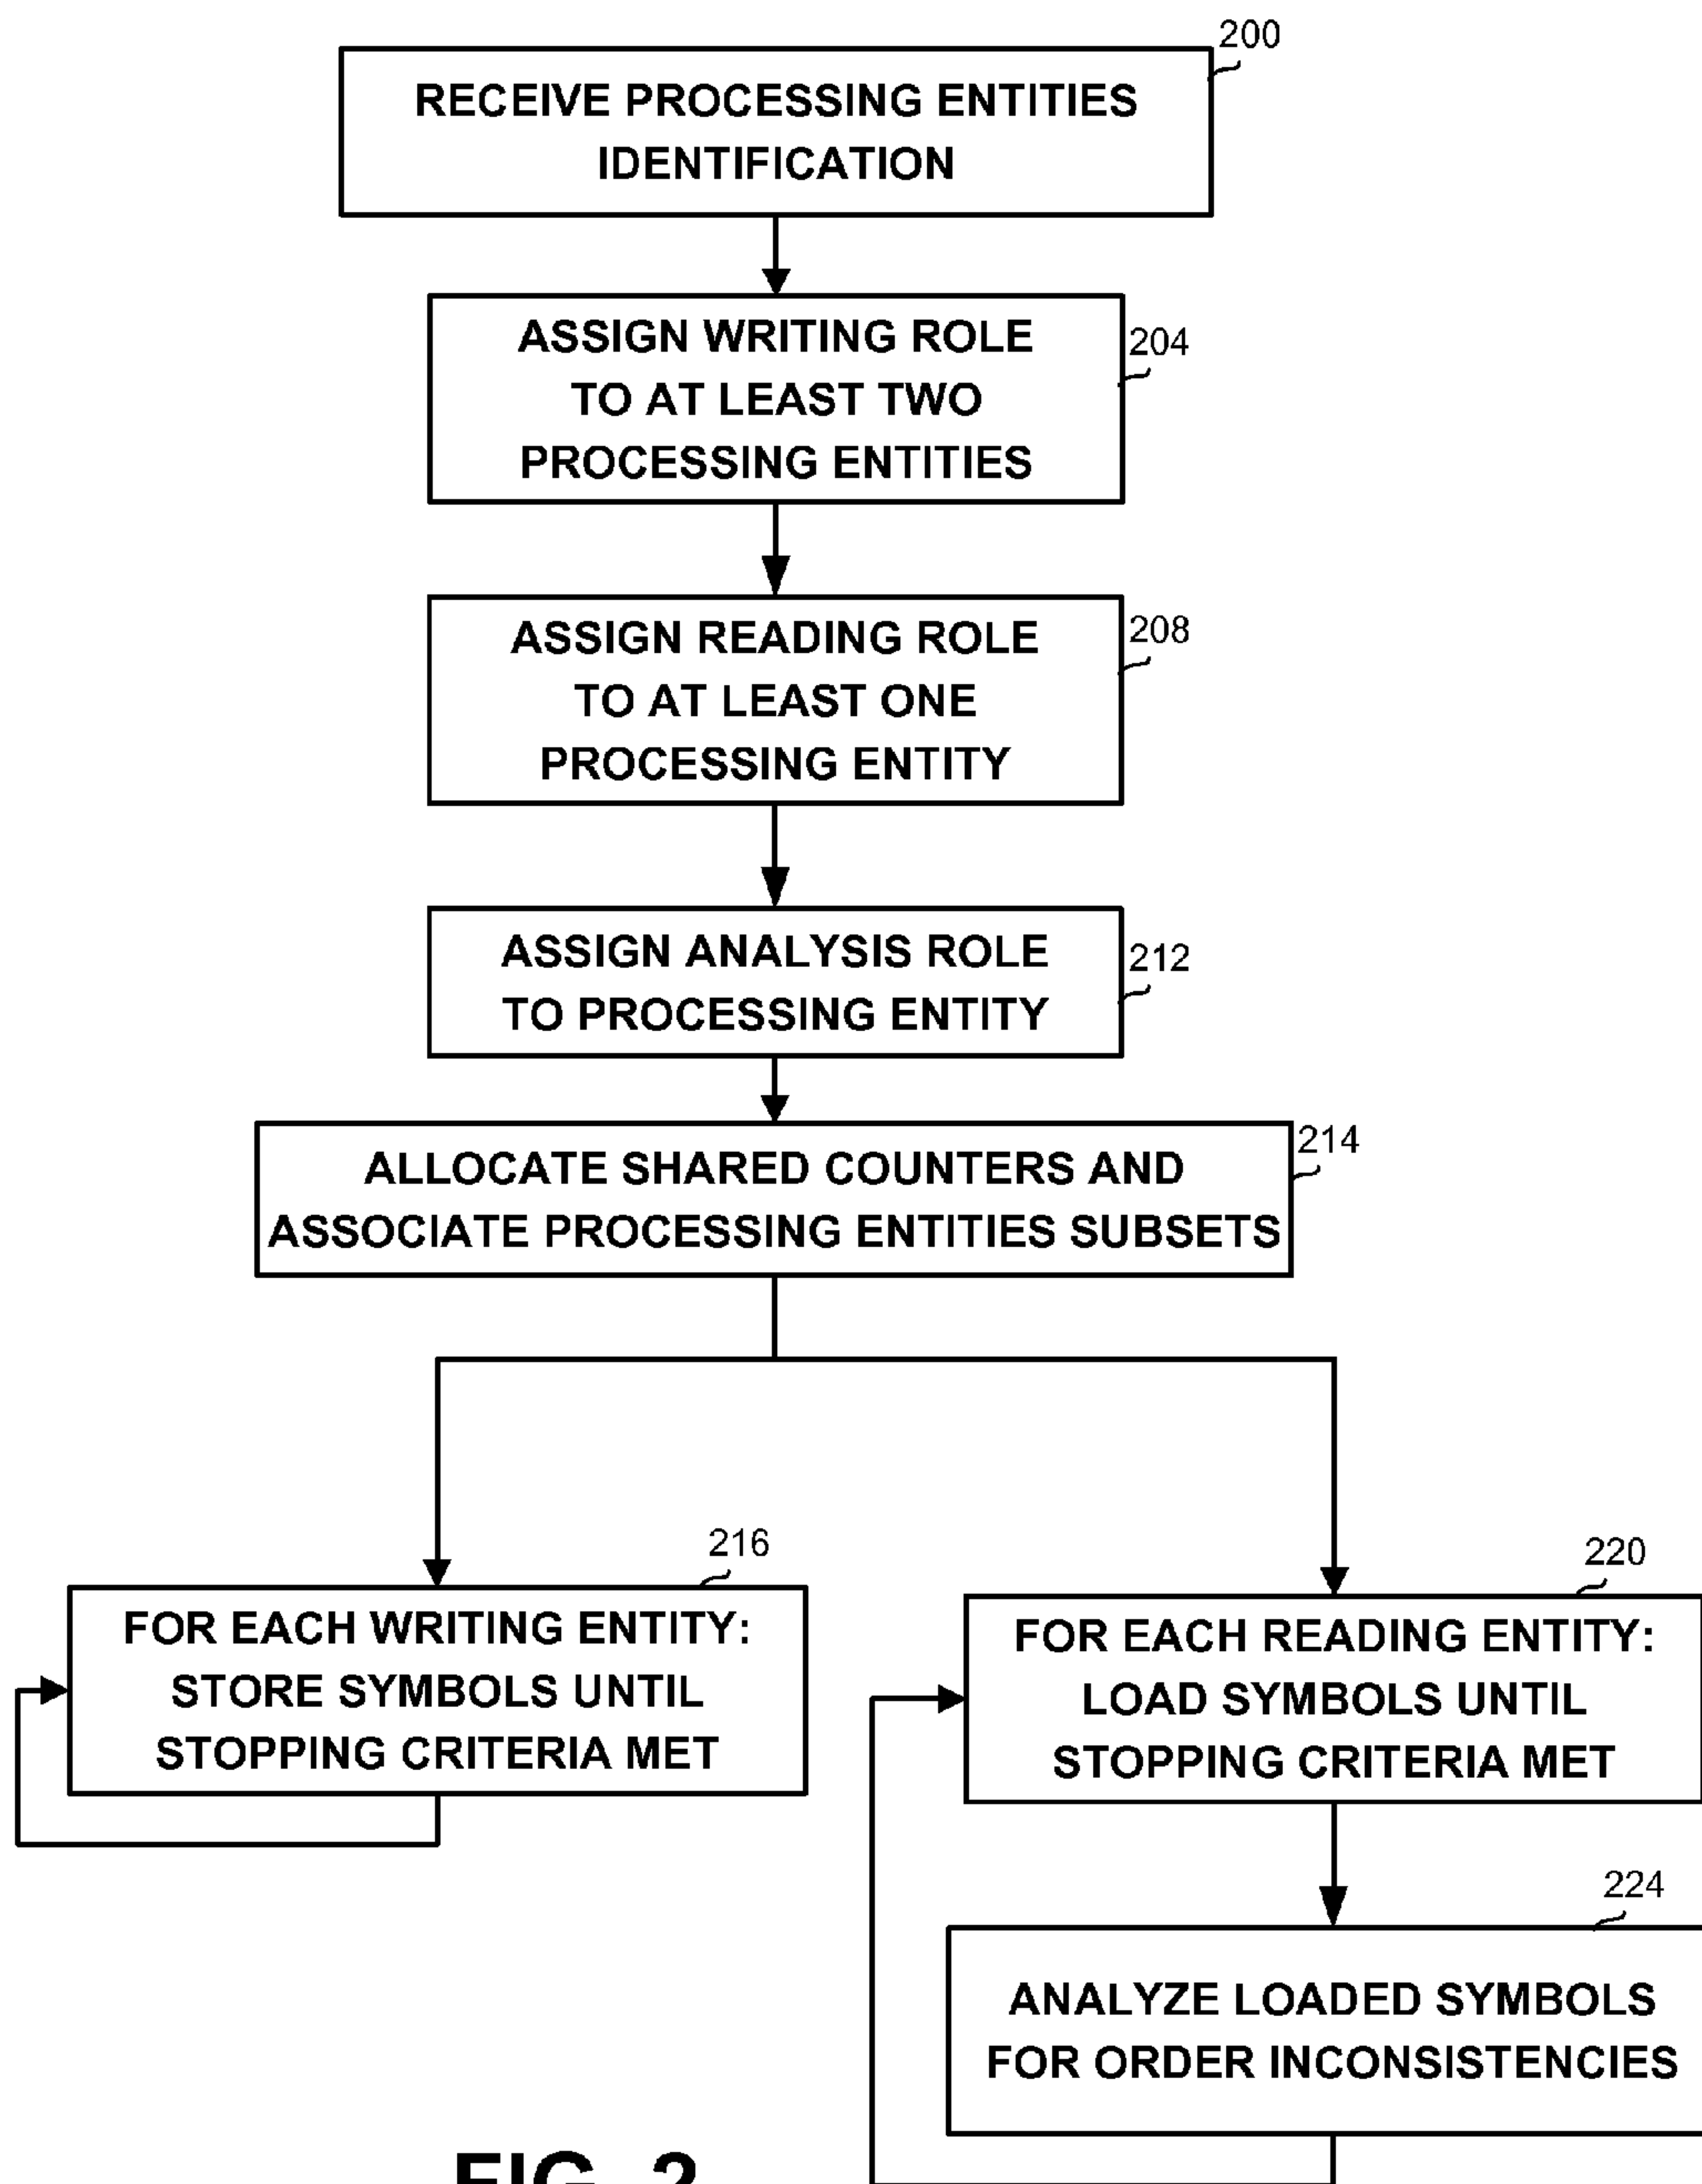 200
RECEIVE PROCESSING ENTITIES
IDENTIFICATION
ASSIGN WRITING ROLE
TO AT LEAST TWO
PROCESSING ENTITIES
204
ASSIGN READING ROLE
TO AT LEAST ONE
PROCESSING ENTITY
208
ASSIGN ANALYSIS ROLE
TO PROCESSING ENTITY
212
ALLOCATE SHARED COUNTERS AND
ASSOCIATE PROCESSING ENTITIES SUBSETS
214
216
FOR EACH WRITING ENTITY:
STORE SYMBOLS UNTIL
STOPPING CRITERIA MET
220
FOR EACH READING ENTITY:
LOAD SYMBOLS UNTIL
STOPPING CRITERIA MET
224
ANALYZE LOADED SYMBOLS
FOR ORDER INCONSISTENCIES
FIG. 2